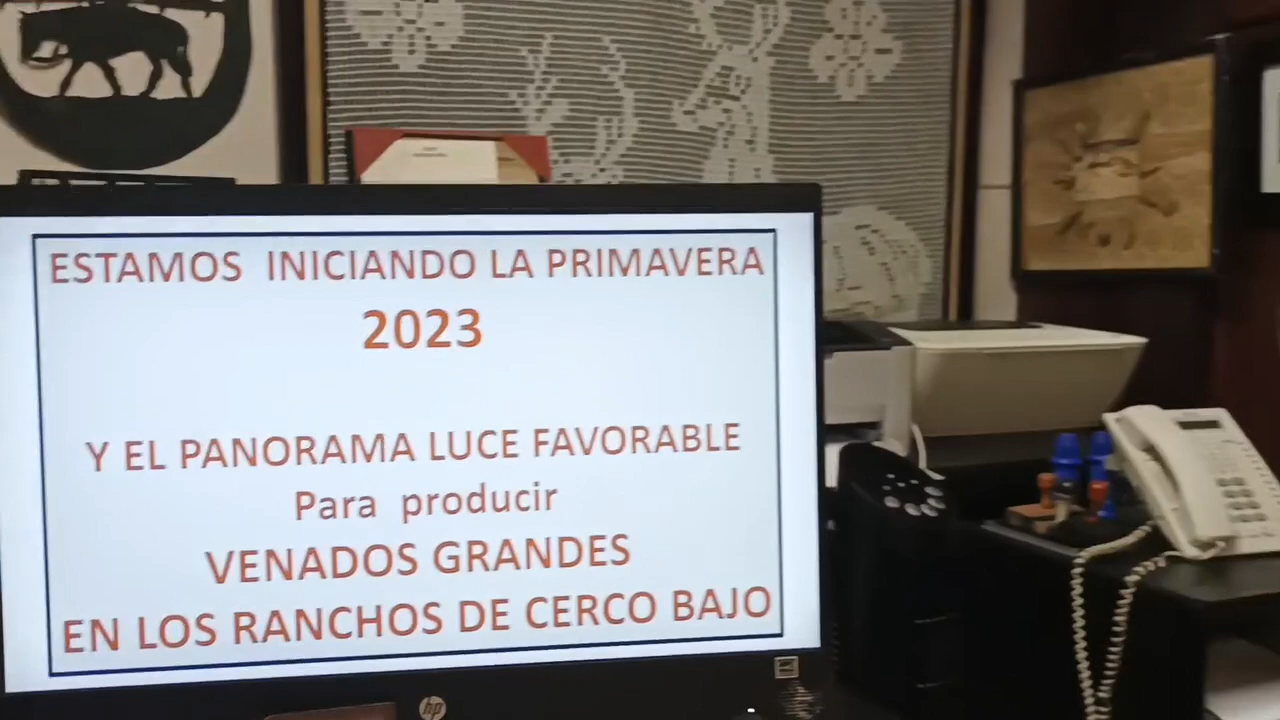 ESTAMOS INICIANDO LA PRIMAVERA
2023
Y EL PANORAMA LUCE FAVORABLE
Para producir
VENADOS GRANDES
EN LOS RANCHOS DE CERCO BAJO
hp